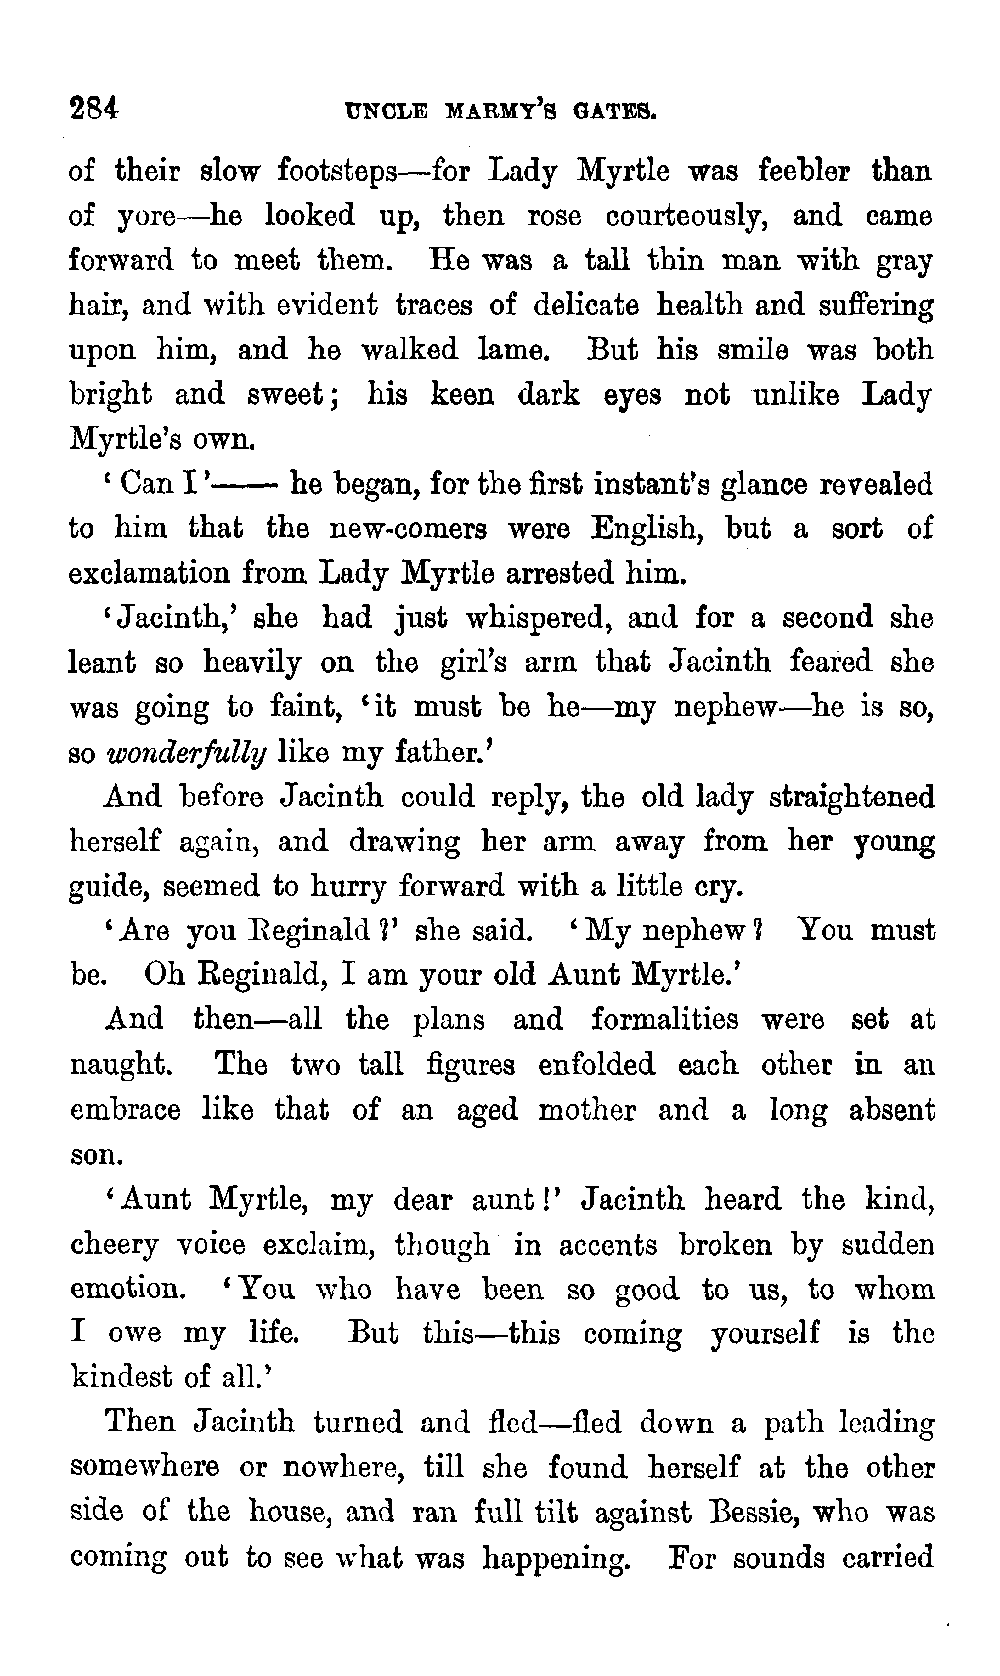 284 UNCLE MARMY'S GATES.
of their slow footsteps—for Lady Myrtle was feebler than
of yore—he looked up, then rose courteously, and came
forward to meet them. He was a tall thin man with gray
hair, and with evident traces of delicate health and suffering
upon him, and he walked lame. But his smile was both
bright and sweet; his keen dark eyes not unlike Lady
Myrtle's own.
‘Can I’—— he began, for the first instant's glance revealed
to him that the new-comers were English, but a sort of
exclamation from Lady Myrtle arrested him.
‘Jacinth,’ she had just whispered, and for a second she
leant so heavily on the girl's arm that Jacinth feared she
was going to faint, ‘it must be he—my nephew—he is so,
so wonderfully like my father.’
And before Jacinth could reply, the old lady straightened
herself again, and drawing her arm away from her young
guide, seemed to hurry forward with a little cry.
‘Are you Reginald?’ she said. ‘My nephew? You must
be. Oh Reginald, I am your old Aunt Myrtle.’
And then—all the plans and formalities were set at
naught. The two tall figures enfolded each other in an
embrace like that of an aged mother and a long absent
son.
‘Aunt Myrtle, my dear aunt!’ Jacinth heard the kind,
cheery voice exclaim, though in accents broken by sudden
emotion. ‘You who have been so good to us, to whom
I owe my life. But this—this coming yourself is the
kindest of all.’
Then Jacinth turned and fled—fled down a path leading
somewhere or nowhere, till she found herself at the other
side of the house, and ran full tilt against Bessie, who was
coming out to see what was happening. For sounds carried